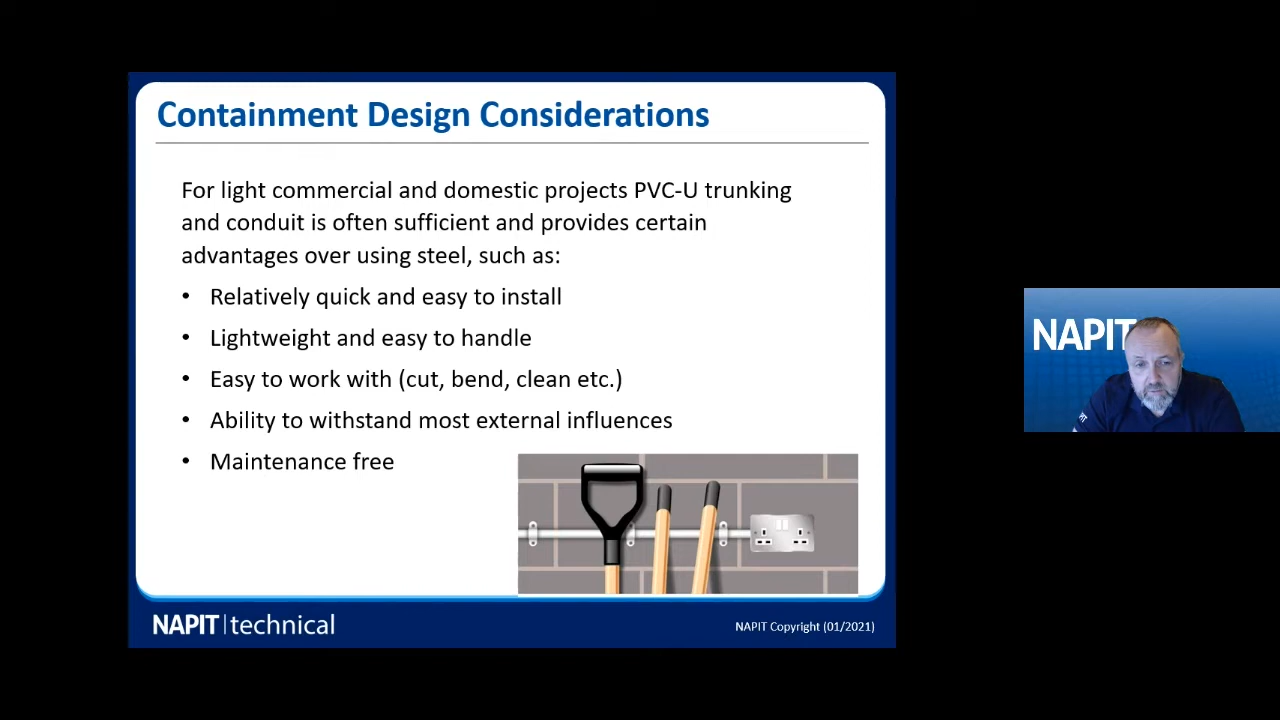 Containment Design Considerations
For light commercial and domestic projects PVC-U trunking
and conduit is often sufficient and provides certain
advantages over using steel, such as:
• Relatively quick and easy to install
• Lightweight and easy to handle
• Easy to work with (cut, bend, clean etc.)
• Ability to withstand most external influences
• Maintenance free
NAPIT
NAPIT | technical
NAPIT Copyright (01/2021)